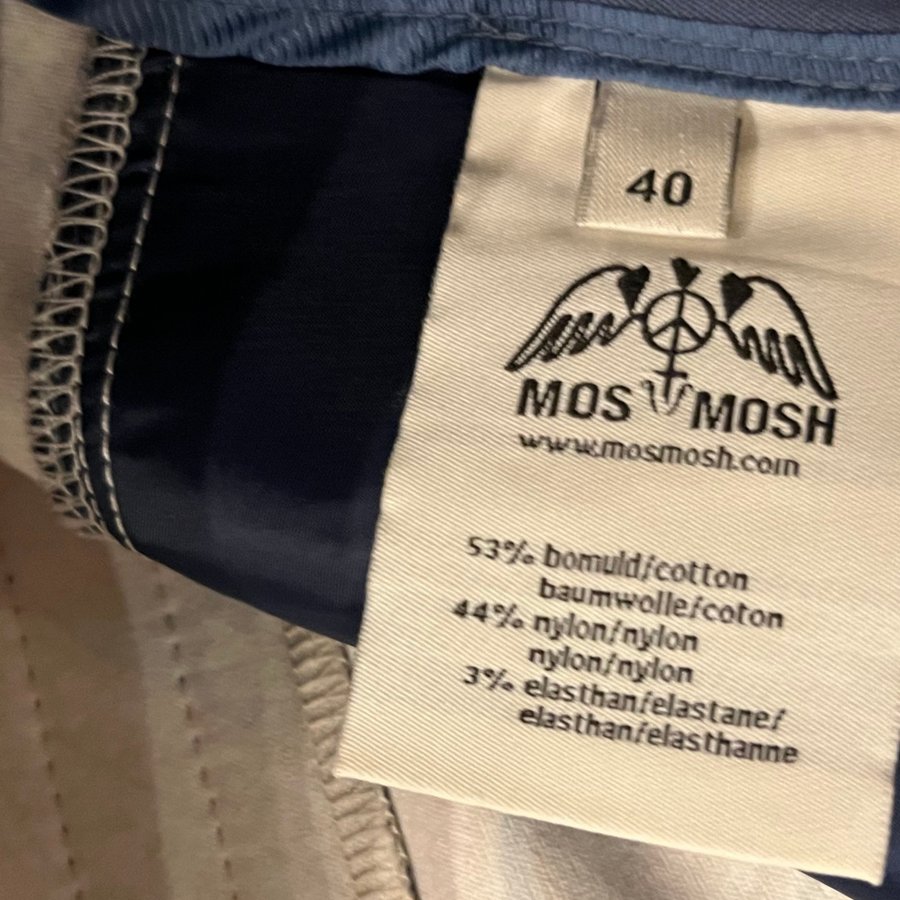 40
MOS MOSH
www.mosmosh.com
53% bomuld/cotton
baumwolle/coton
44% nylon/nylon
nylon/nylon
3% elasthan/elastane/
elasthan/elasthanne